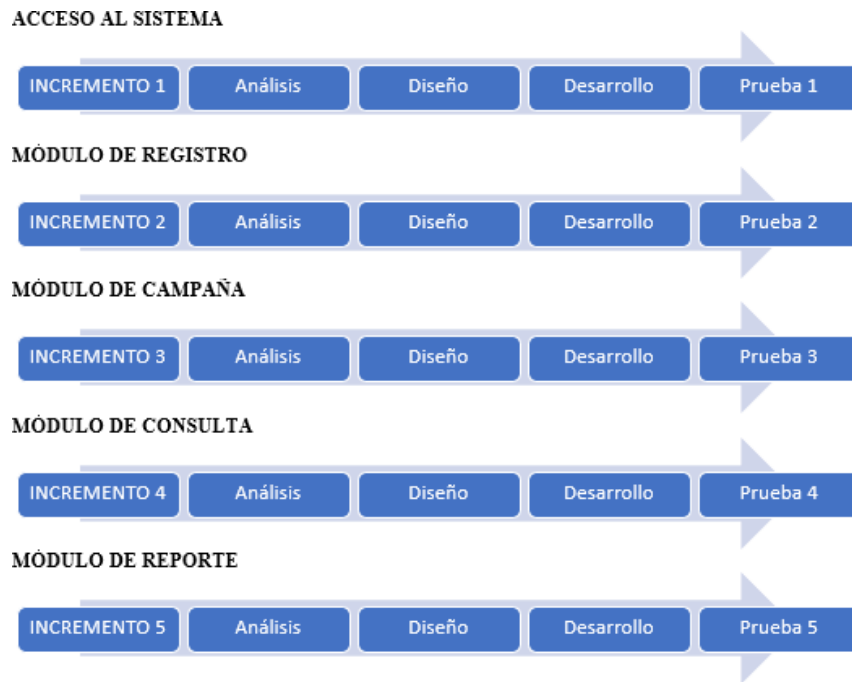 ACCESO AL SISTEMA
INCREMENTO 1 Análisis Diseño Desarrollo Prueba 1
MÓDULO DE REGISTRO
INCREMENTO 2 Análisis Diseño Desarrollo Prueba 2
MÓDULO DE CAMPAÑA
INCREMENTO 3 Análisis Diseño Desarrollo Prueba 3
MÓDULO DE CONSULTA
INCREMENTO 4 Análisis Diseño Desarrollo Prueba 4
MÓDULO DE REPORTE
INCREMENTO 5 Análisis Diseño Desarrollo Prueba 5